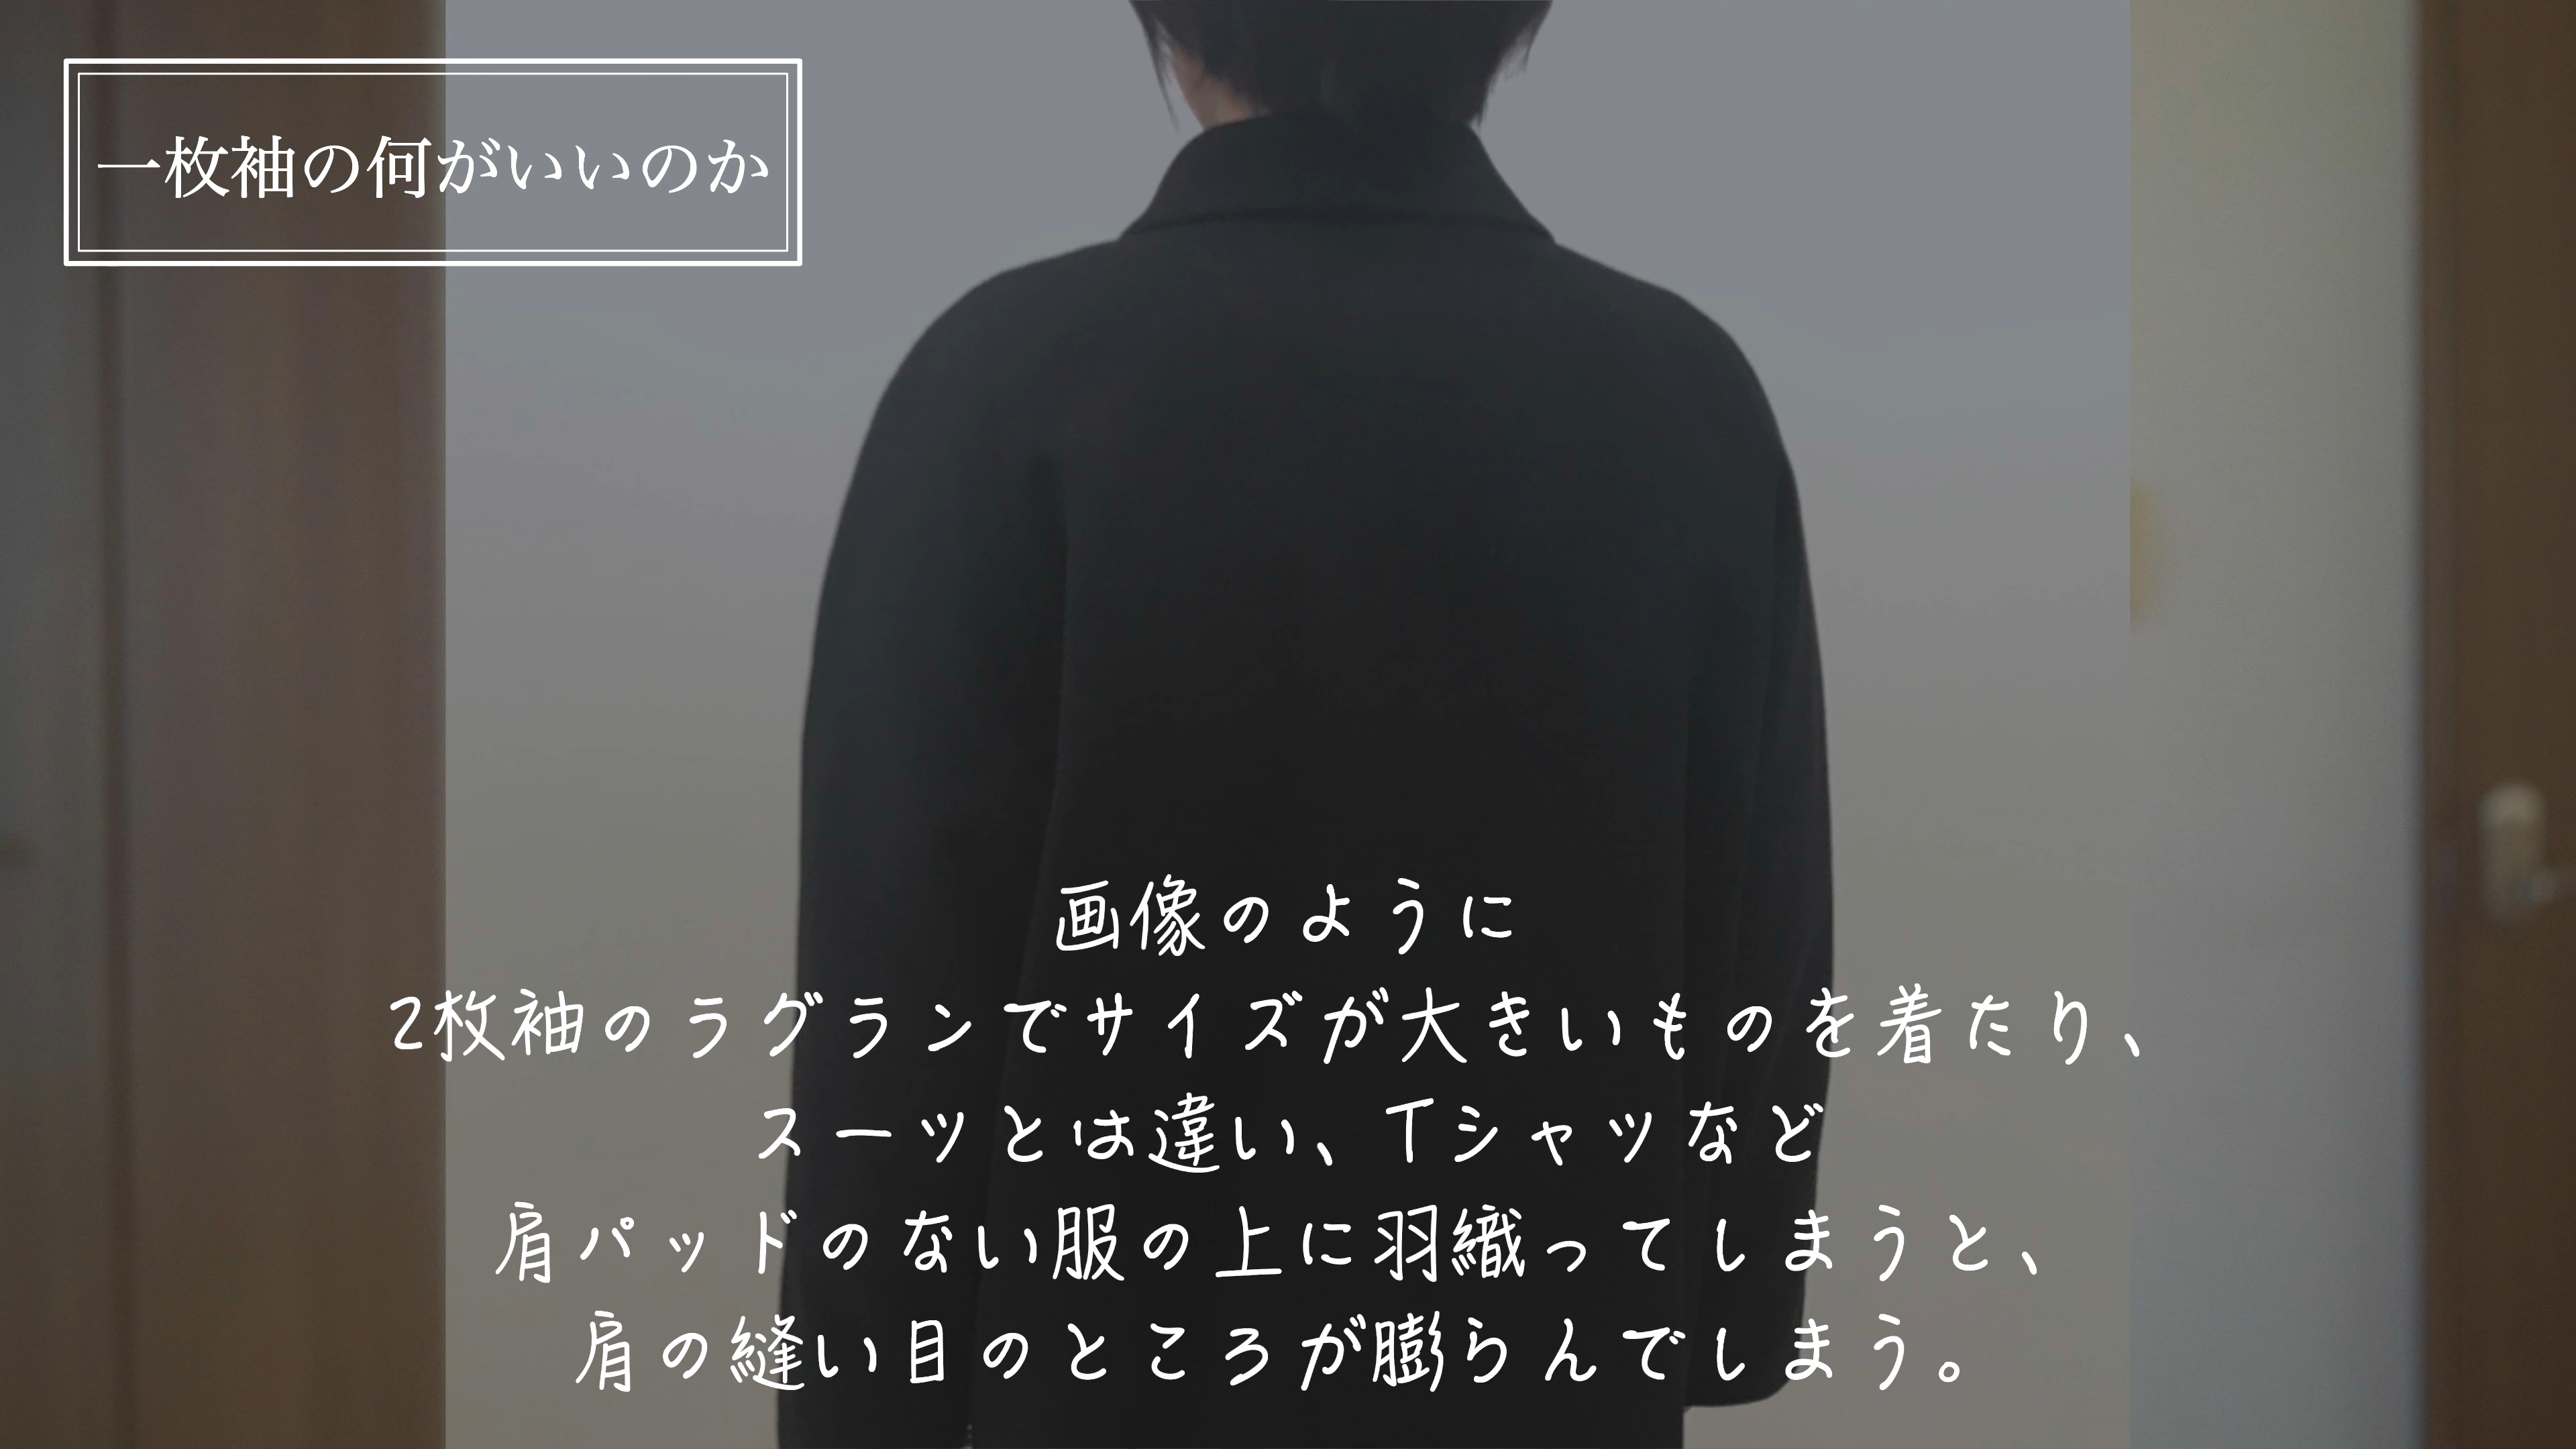 一枚袖の何がいいのか
画像のように
2枚袖のラグランでサイズが大きいものを着たり、
スーツとは違い、Tシャツなど
肩パッドのない服の上に羽織ってしまうと、
肩の縫い目のところが膨らんでしまう。